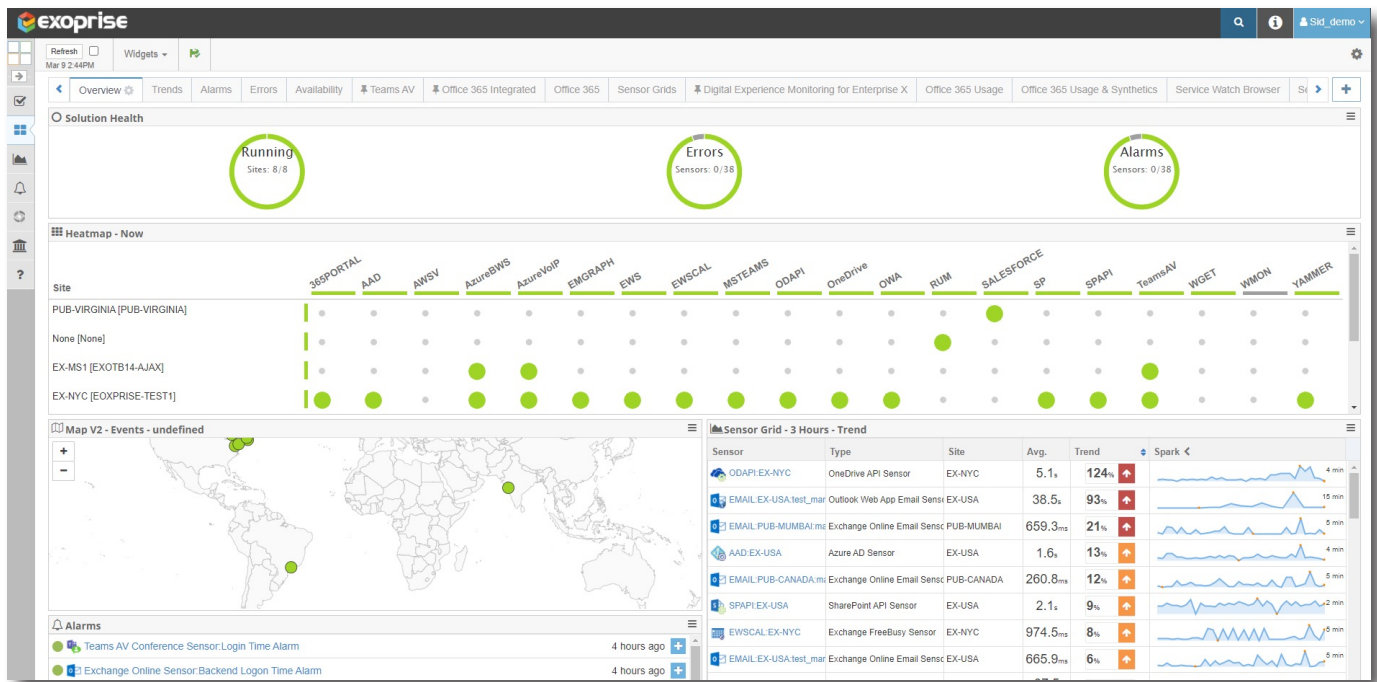 exoprise
Sid_demo
Refresh
Mar 9 2:44PM
Widgets
Overview Trends Alarms Errors Availability Teams AV Office 365 Integrated Office 365 Sensor Grids Digital Experience Monitoring for Enterprise X Office 365 Usage Office 365 Usage & Synthetics Service Watch Browser
Solution Health
Running
Sites: 8/8
Errors
Sensors: 0/38
Alarms
Sensors: 0/38
Heatmap - Now
Site 365PORTAL AAD AWSV AzureBWS AzureVoIP EMGRAPH EWS EWSCAL MSTEAMS ODAPI OneDrive OWA RUM SALESFORCE SP SPAPI TeamsAV WGET WMON YAMMER
PUB-VIRGINIA [PUB-VIRGINIA]
None [None]
EX-MS1 [EXOTB14-AJAX]
EX-NYC [EOXPRISE-TEST1]
Map V2 - Events - undefined
+
−
Alarms
Teams AV Conference Sensor:Login Time Alarm 4 hours ago
Exchange Online Sensor:Backend Logon Time Alarm 4 hours ago
Sensor Grid - 3 Hours - Trend
Sensor Type Site Avg. Trend Spark
ODAPI:EX-NYC OneDrive API Sensor EX-NYC 5.1s 124% 4 min
EMAIL:EX-USA:test_mar Outlook Web App Email Sens EX-USA 38.5s 93% 15 min
EMAIL:PUB-MUMBAI:ma Exchange Online Email Sensc PUB-MUMBAI 659.3ms 21% 5 min
AAD:EX-USA Azure AD Sensor EX-USA 1.6s 13% 4 min
EMAIL:PUB-CANADA:ma Exchange Online Email Sensc PUB-CANADA 260.8ms 12% 5 min
SPAPI:EX-USA SharePoint API Sensor EX-USA 2.1s 9% 2 min
EWSCAL:EX-NYC Exchange FreeBusy Sensor EX-NYC 974.5ms 8% 5 min
EMAIL:EX-USA:test_mar Exchange Online Email Sensc EX-USA 665.9ms 6% 5 min